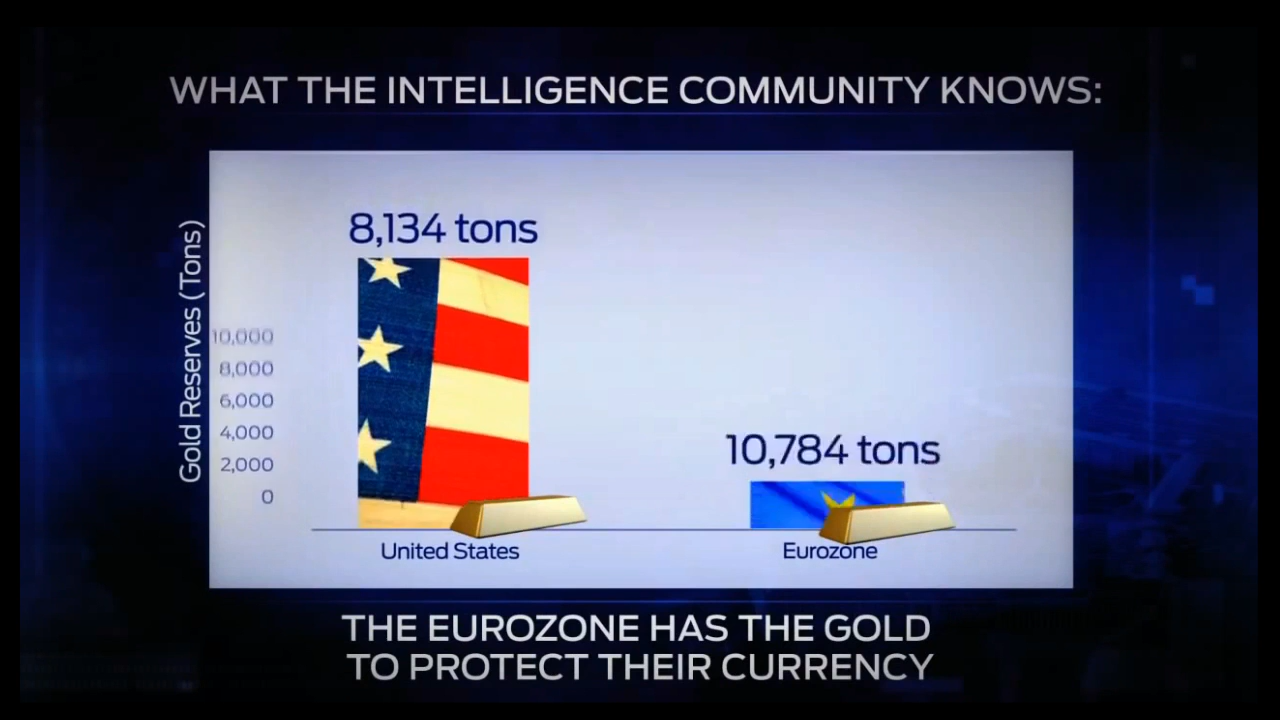 WHAT THE INTELLIGENCE COMMUNITY KNOWS:
Gold Reserves (Tons)
10,000
8,000
6,000
4,000
2,000
0
8,134 tons
10,784 tons
United States
Eurozone
THE EUROZONE HAS THE GOLD
TO PROTECT THEIR CURRENCY